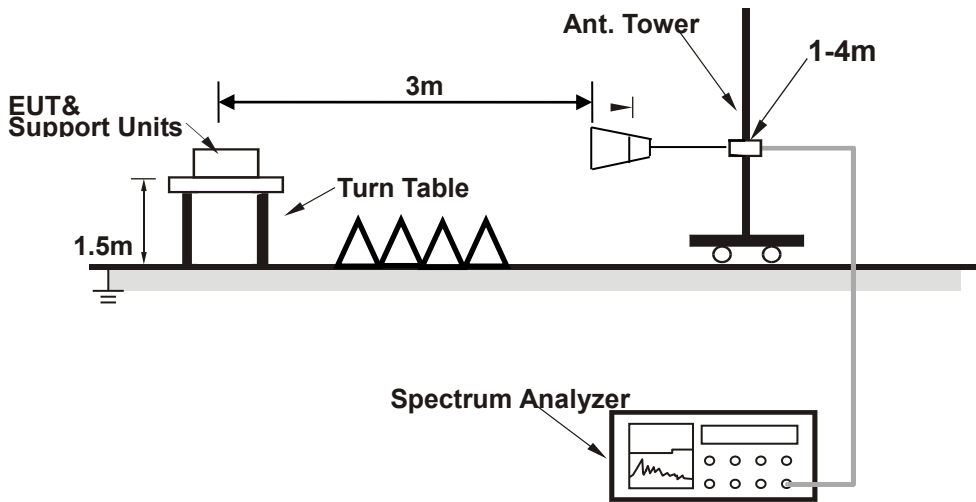 Ant. Tower
1-4m
3m
EUT&
Support Units
Turn Table
1.5m
Spectrum Analyzer